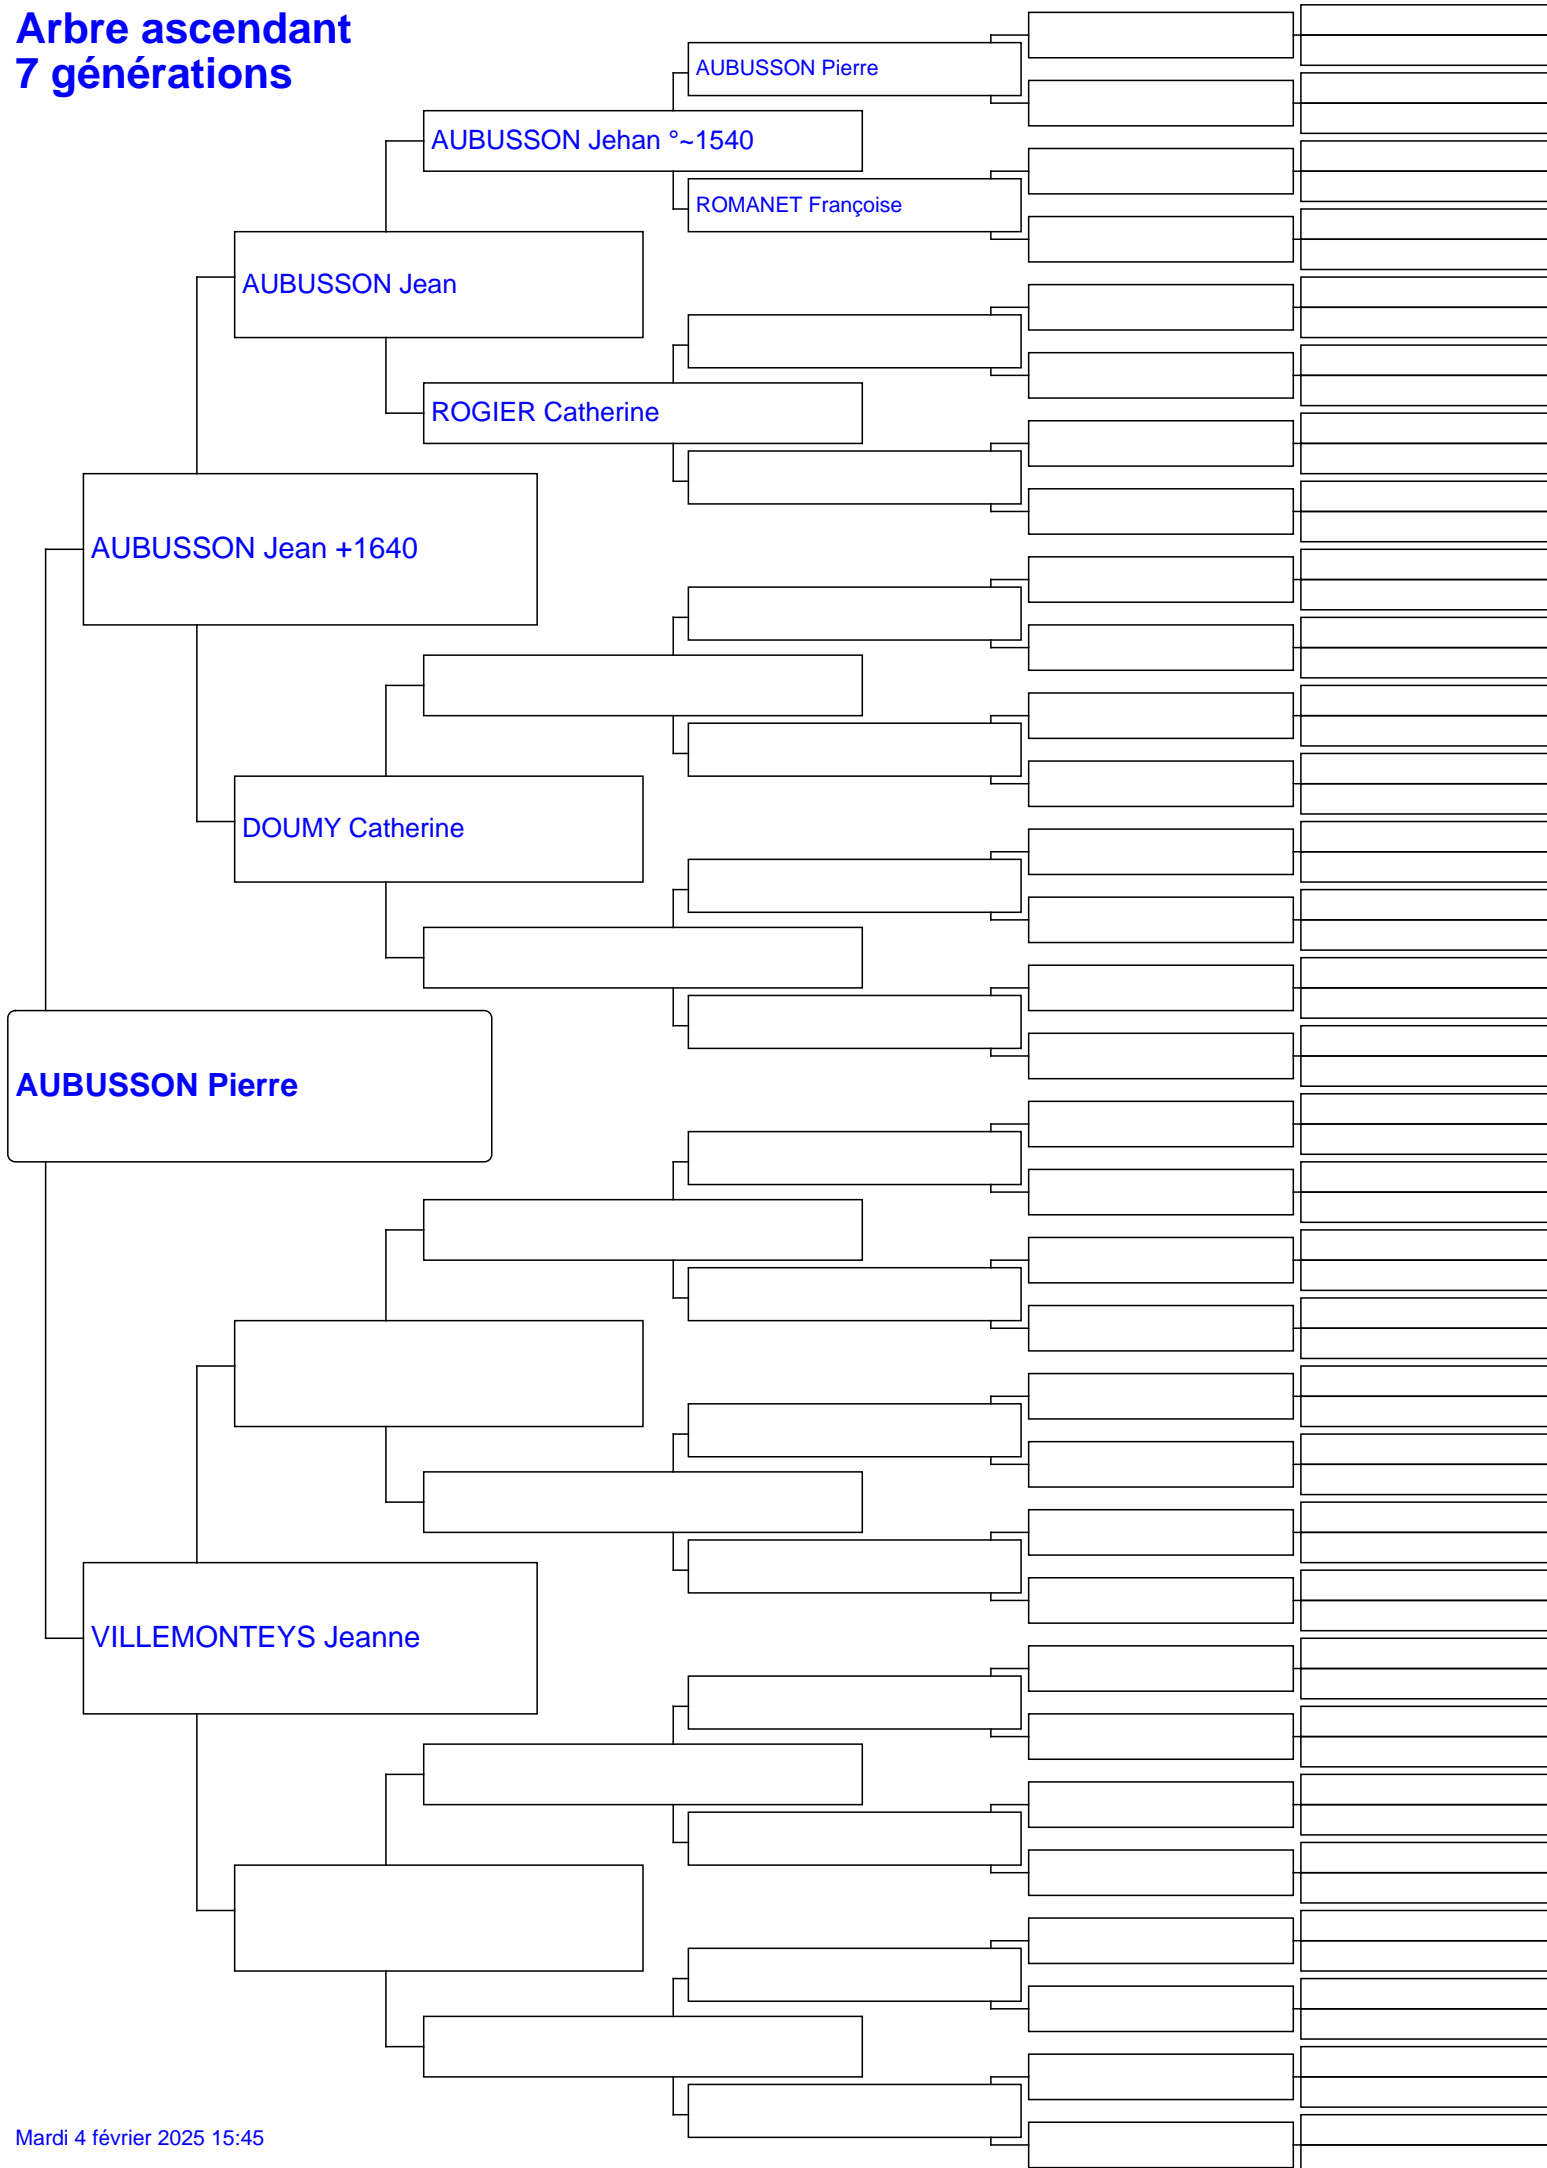 Arbre ascendant
7 générations
AUBUSSON Pierre
AUBUSSON Jehan °~1540
ROMANET Françoise
AUBUSSON Jean
ROGIER Catherine
AUBUSSON Jean +1640
DOUMY Catherine
AUBUSSON Pierre
VILLEMONTEYS Jeanne
Mardi 4 février 2025 15:45